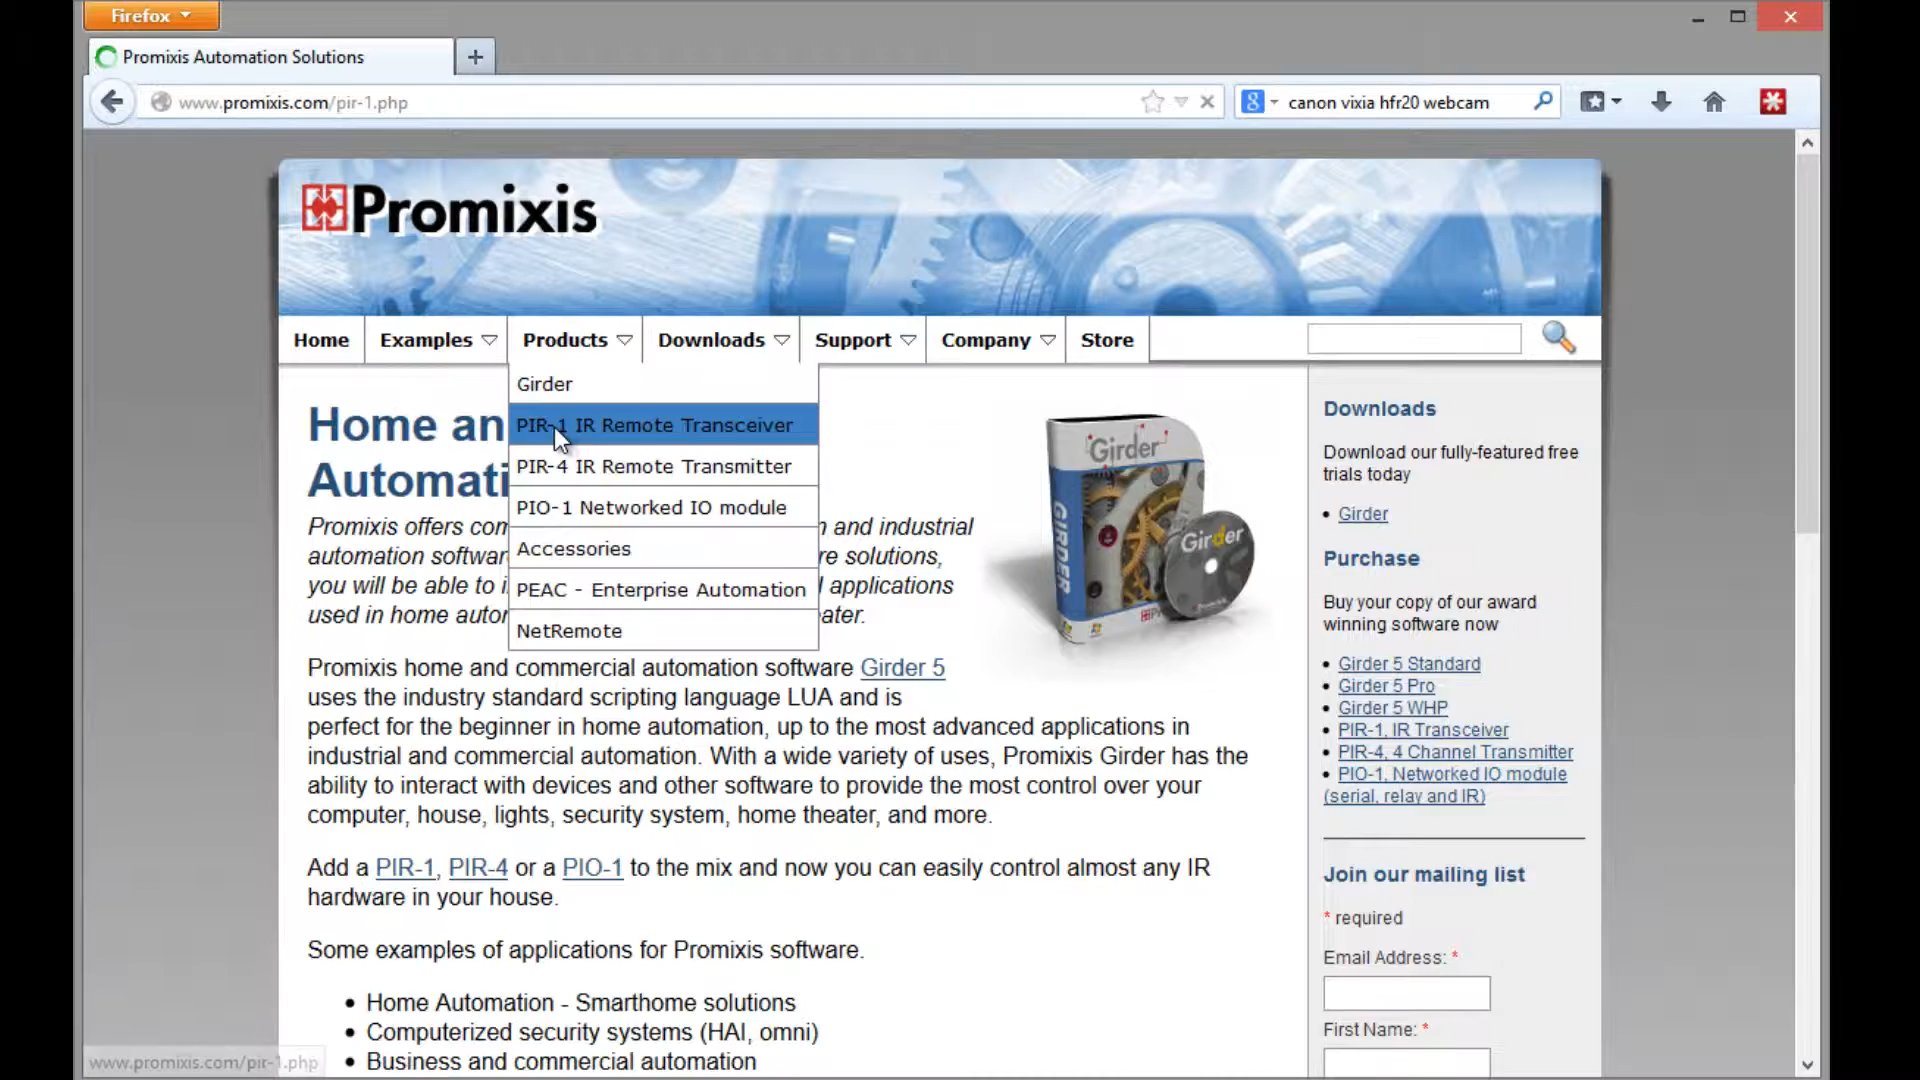 Firefox
Promixis Automation Solutions
www.promixis.com/pir-1.php
canon vixia hfr20 webcam
Promixis
Home
Examples
Products
Downloads
Support
Company
Store
Girder
PIR-1 IR Remote Transceiver
PIR-4 IR Remote Transmitter
PIO-1 Networked IO module
Accessories
PEAC - Enterprise Automation
NetRemote
Home an
Automati
Promixis offers com n and industrial
automation softwar re solutions,
you will be able to i l applications
used in home autor ater.
Girder
GIRDER
Girder
Promixis home and commercial automation software Girder 5
uses the industry standard scripting language LUA and is
perfect for the beginner in home automation, up to the most advanced applications in
industrial and commercial automation. With a wide variety of uses, Promixis Girder has the
ability to interact with devices and other software to provide the most control over your
computer, house, lights, security system, home theater, and more.
Add a PIR-1, PIR-4 or a PIO-1 to the mix and now you can easily control almost any IR
hardware in your house.
Some examples of applications for Promixis software.
• Home Automation - Smarthome solutions
• Computerized security systems (HAI, omni)
• Business and commercial automation
Downloads
Download our fully-featured free
trials today
• Girder
Purchase
Buy your copy of our award
winning software now
• Girder 5 Standard
• Girder 5 Pro
• Girder 5 WHP
• PIR-1, IR Transceiver
• PIR-4, 4 Channel Transmitter
• PIO-1, Networked IO module
(serial, relay and IR)
Join our mailing list
* required
Email Address: *
First Name: *
www.promixis.com/pir-1.php